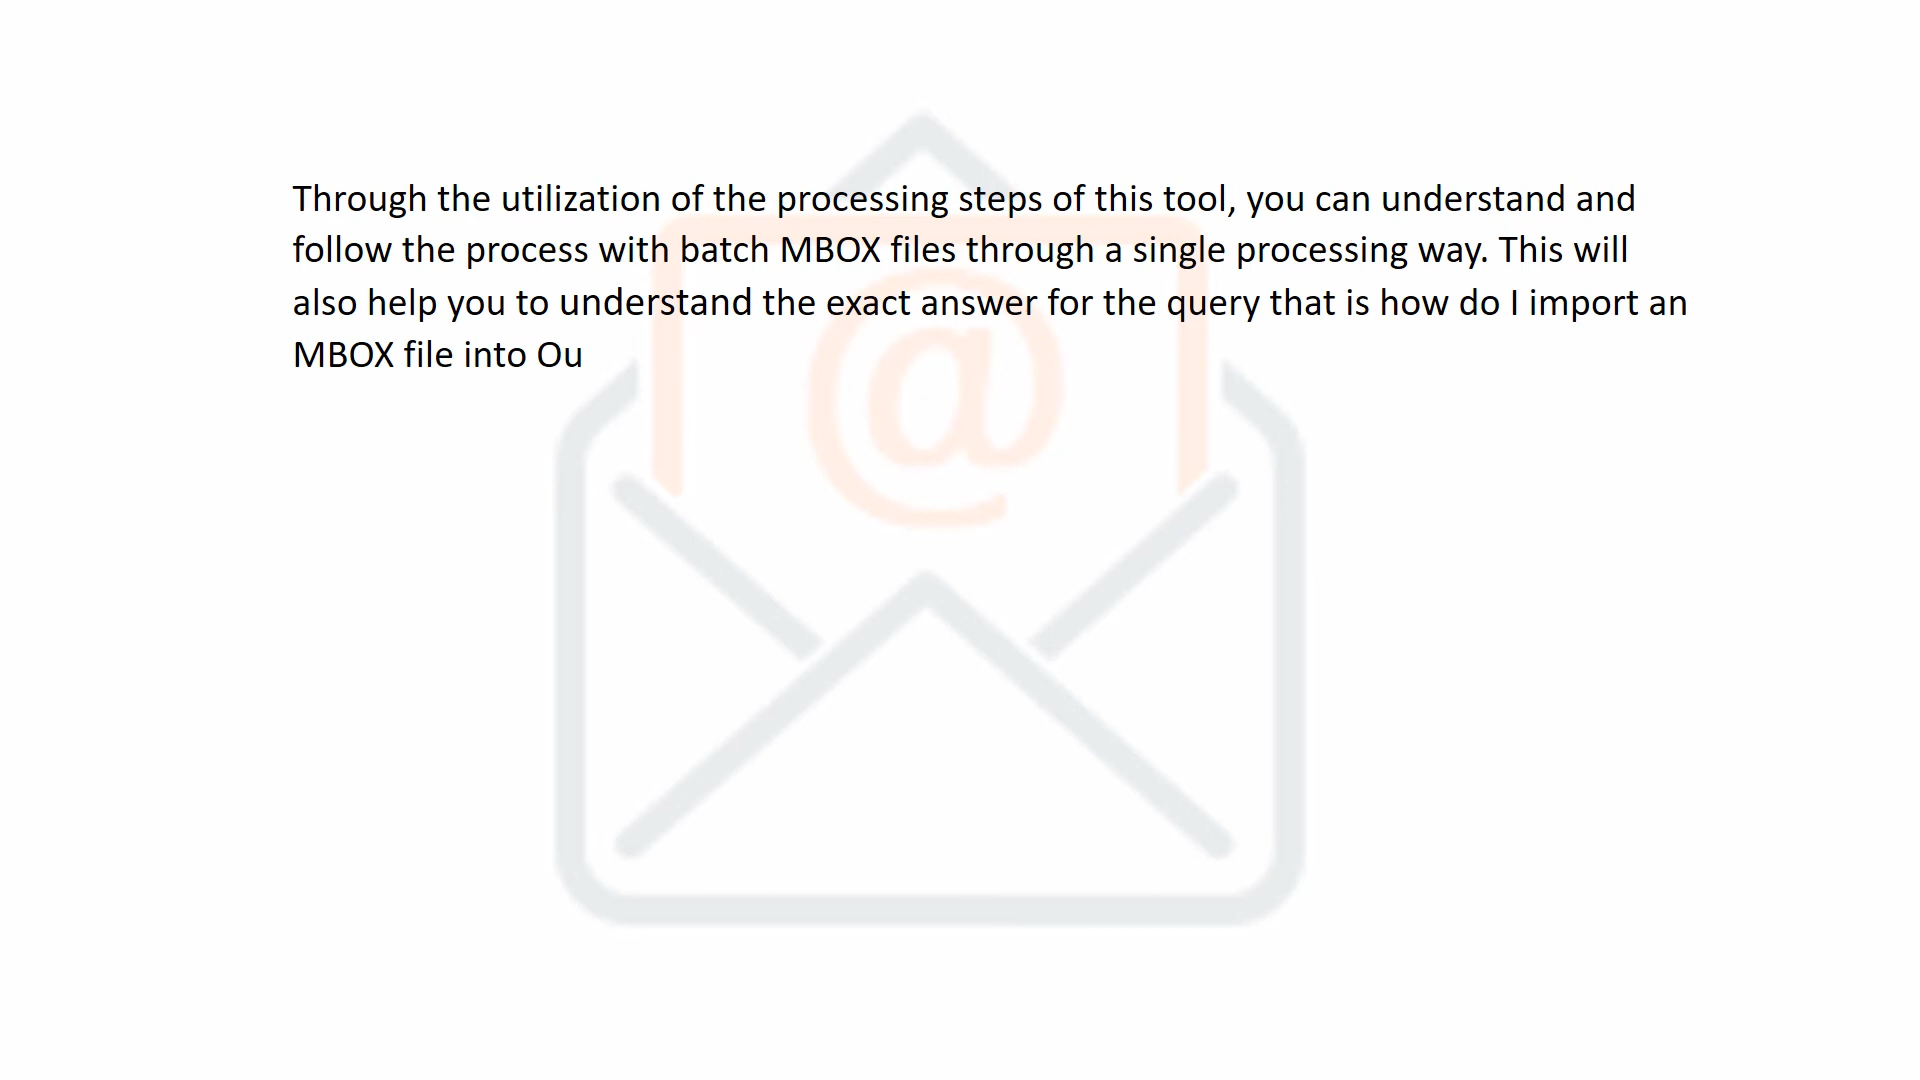 Through the utilization of the processing steps of this tool, you can understand and
follow the process with batch MBOX files through a single processing way. This will
also help you to understand the exact answer for the query that is how do I import an
MBOX file into Ou
@